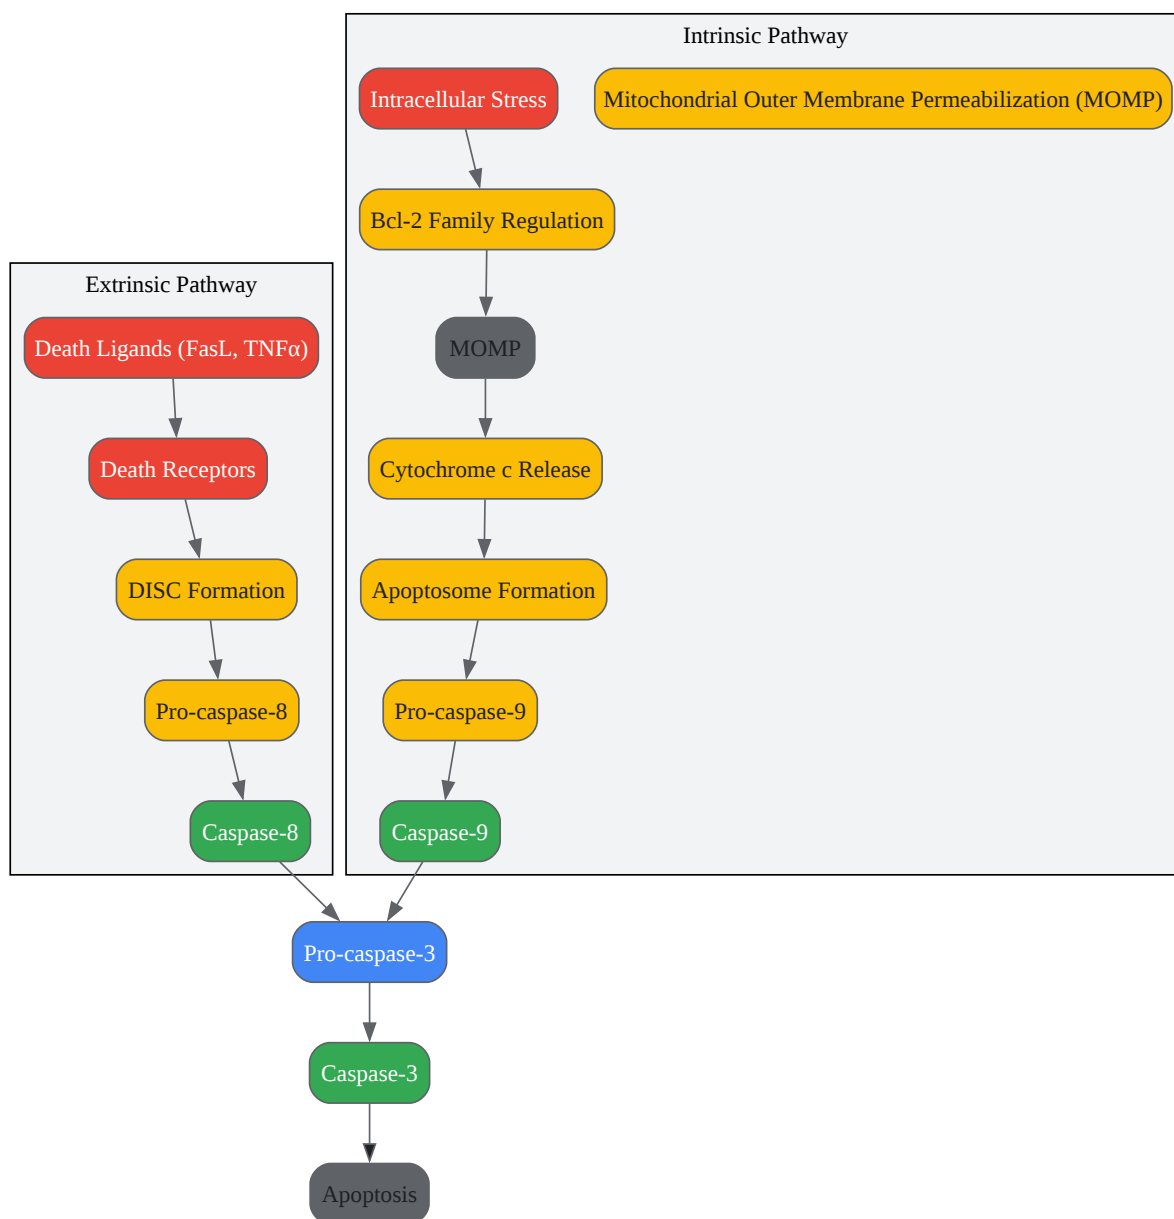 Intrinsic Pathway
Intracellular Stress
Mitochondrial Outer Membrane Permeabilization (MOMP)
Bcl-2 Family Regulation
MOMP
Cytochrome c Release
Apoptosome Formation
Pro-caspase-9
Caspase-9
Extrinsic Pathway
Death Ligands (FasL, TNFα)
Death Receptors
DISC Formation
Pro-caspase-8
Caspase-8
Pro-caspase-3
Caspase-3
Apoptosis